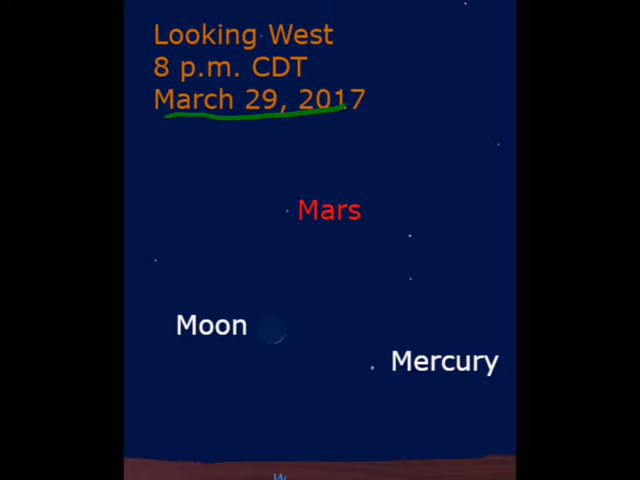 Looking West
8 p.m. CDT
March 29, 2017
Mars
Moon
Mercury
W